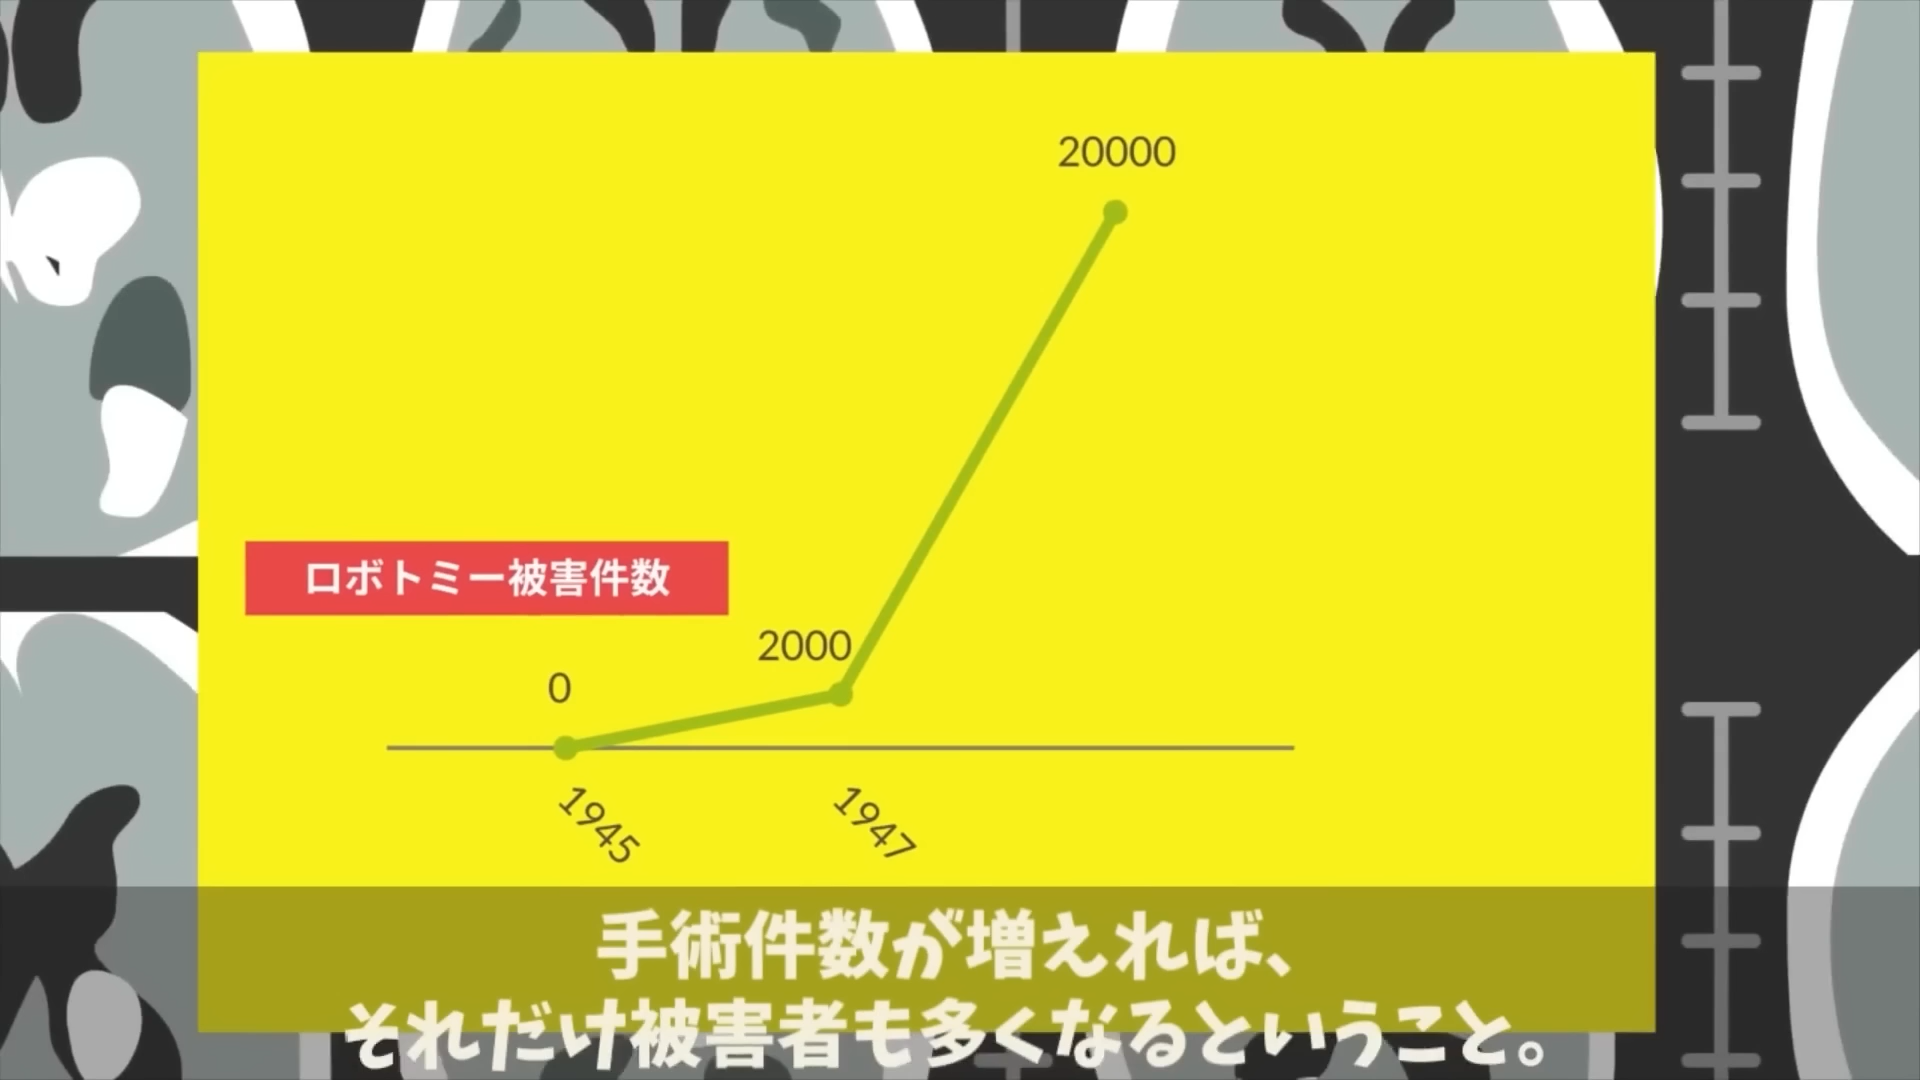 20000
ロボトミー被害件数
2000
0
1945
1947
手術件数が増えれば、
それだけ被害者も多くなるということ。